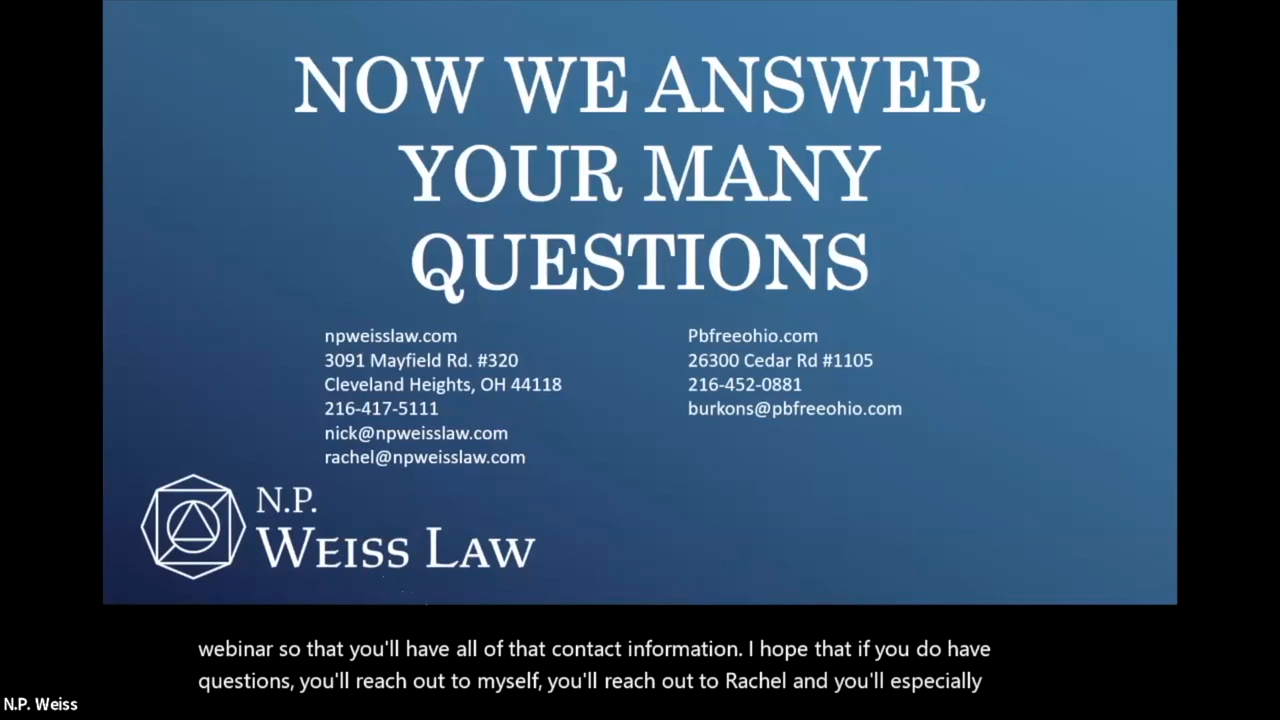 NOW WE ANSWER
YOUR MANY
QUESTIONS
npweisslaw.com
3091 Mayfield Rd. #320
Cleveland Heights, OH 44118
216-417-5111
nick@npweisslaw.com
rachel@npweisslaw.com
Pbfreeohio.com
26300 Cedar Rd #1105
216-452-0881
burkons@pbfreeohio.com
N.P.
WEISS LAW
webinar so that you'll have all of that contact information. I hope that if you do have
questions, you'll reach out to myself, you'll reach out to Rachel and you'll especially
N.P. Weiss